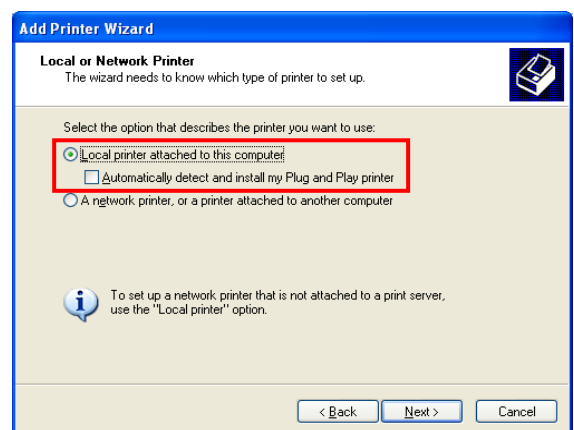 Add Printer Wizard
Local or Network Printer
The wizard needs to know which type of printer to set up.
Select the option that describes the printer you want to use:
Local printer attached to this computer
Automatically detect and install my Plug and Play printer
A network printer, or a printer attached to another computer
To set up a network printer that is not attached to a print server,
use the "Local printer" option.
< Back Next > Cancel